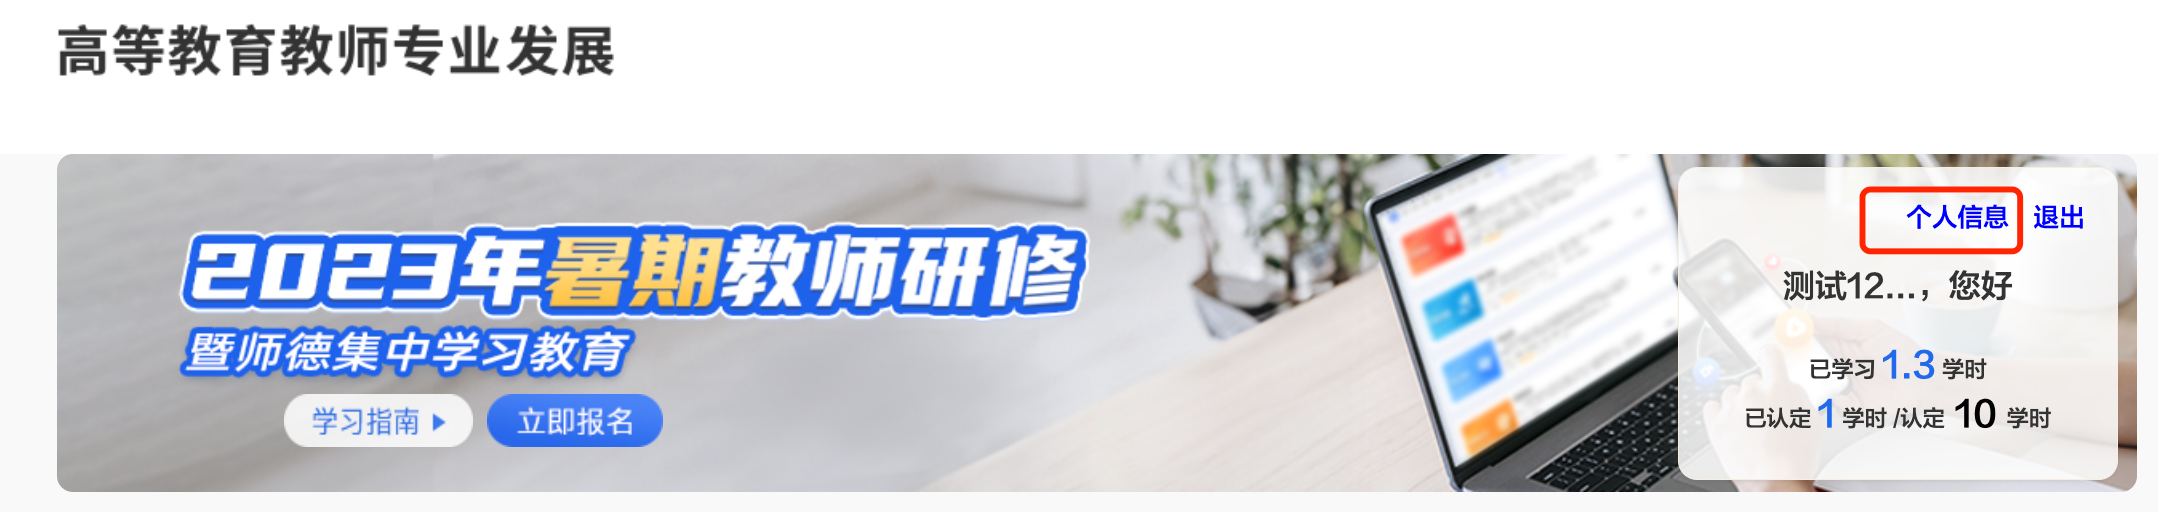 高等教育教师专业发展
2023年暑期教师研修
暨师德集中学习教育
学习指南
立即报名
个人信息 退出
测试12...，您好
已学习 1.3 学时
已认定 1 学时 /认定 10 学时